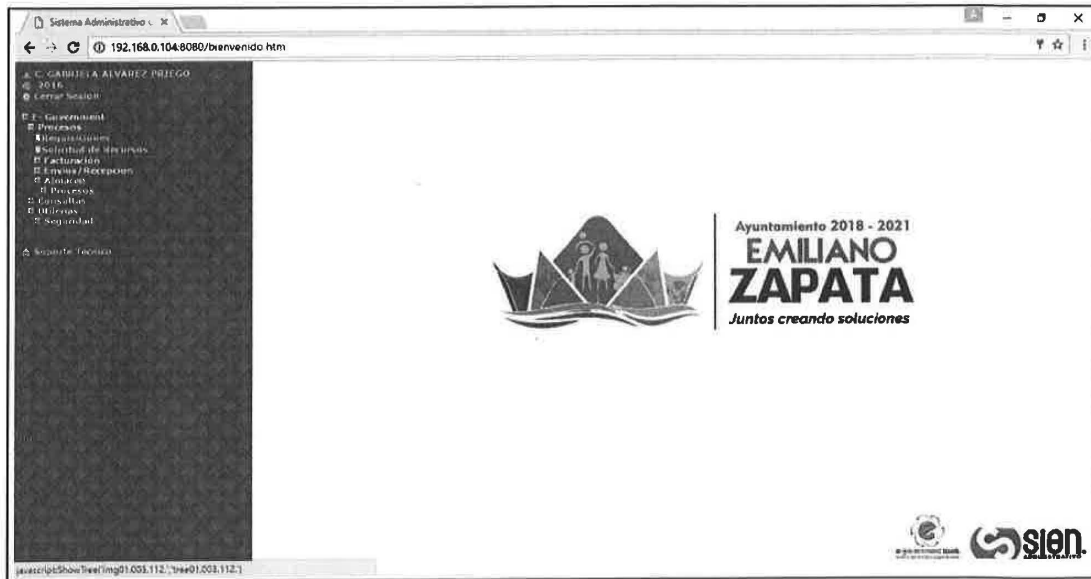 Sistema Administrativo
192.168.0.104:8080/bienvenido.htm
C. GABRIELA ALVAREZ PRIEGO
2016
Cerrar Sesión
E - Government
Procesos
Requisiciones
Solicitud de Recursos
Facturación
Envíos/Recepción
Almacén
Procesos
Consultas
Utilerías
Seguridad
Soporte Técnico
Ayuntamiento 2018 - 2021
EMILIANO
ZAPATA
Juntos creando soluciones
SIEN.
ADMINISTRATIVO
javascript:ShowTree('img01.003.112.','tree01.003.112.')